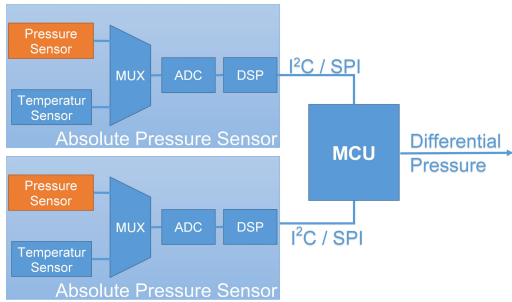 Pressure
Sensor
Temperatur
Sensor
MUX
ADC
DSP
Absolute Pressure Sensor
I²C / SPI
MCU
Differential
Pressure
Pressure
Sensor
Temperatur
Sensor
MUX
ADC
DSP
Absolute Pressure Sensor
I²C / SPI